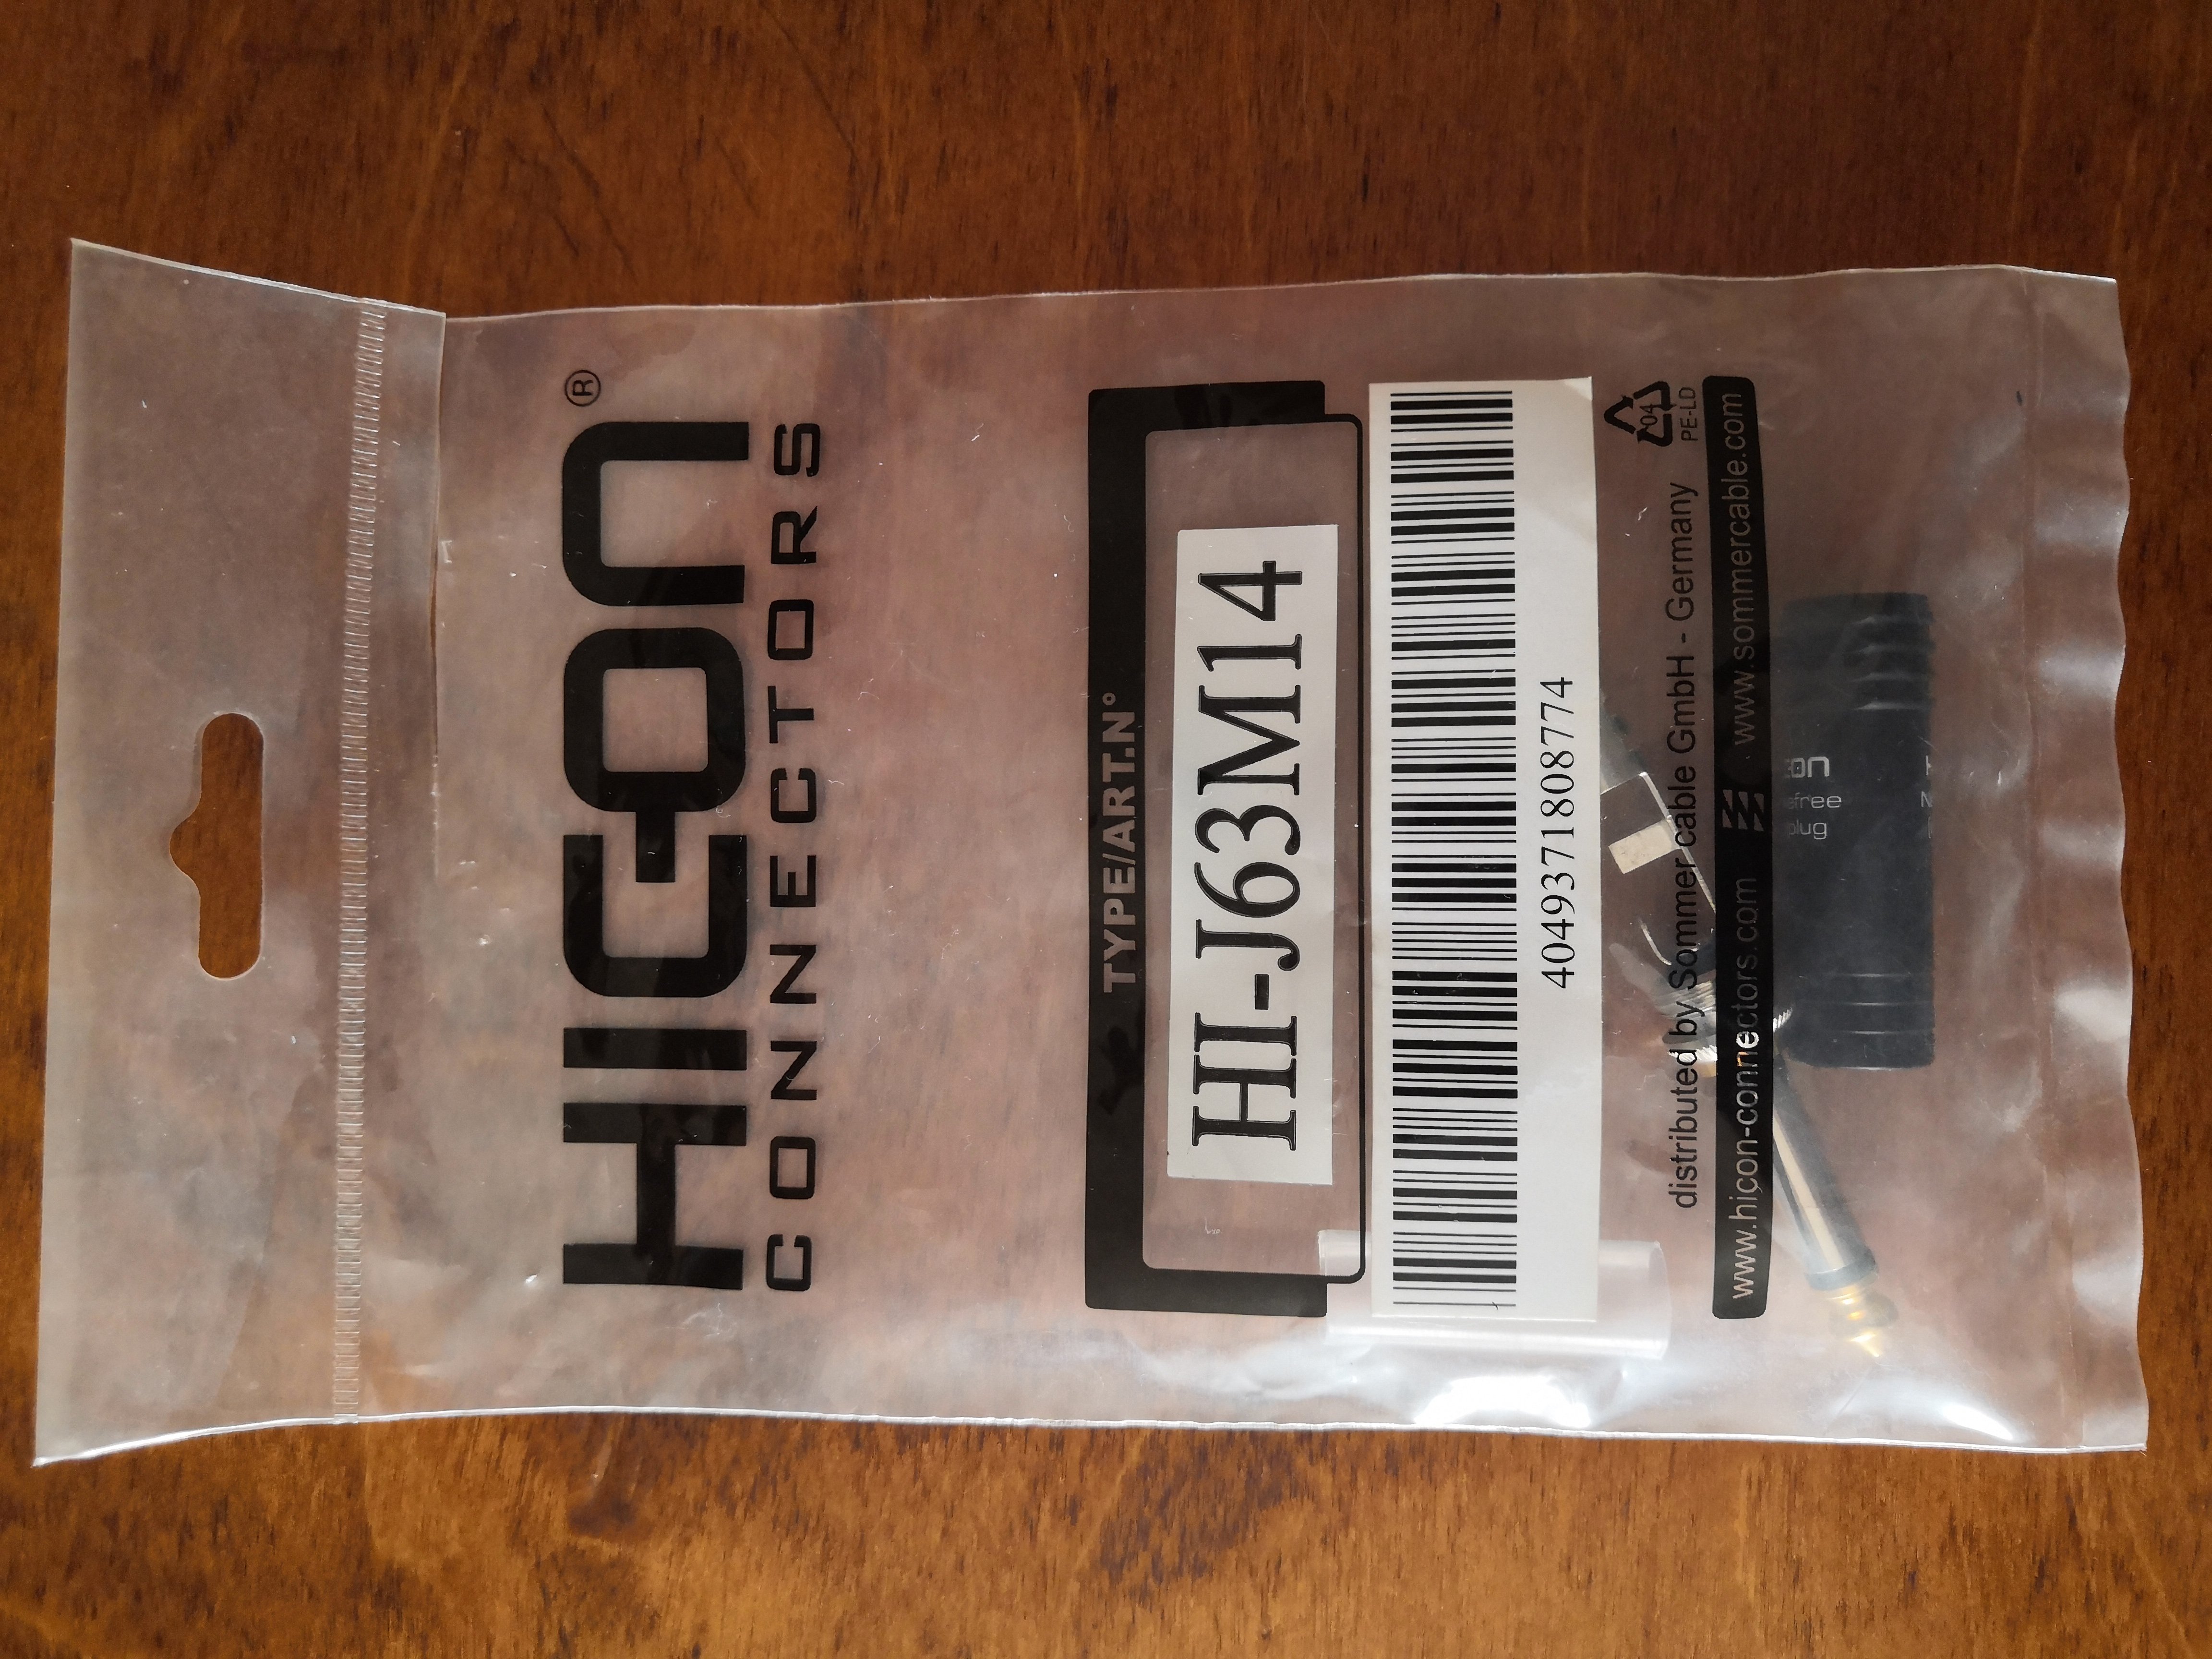 HICON®
CONNECTORS
TYPE/ART.N°
HI-J63M14
4049371808774
04
PE-LD
distributed by Sommer cable GmbH - Germany
www.hicon-connectors.com www.sommercable.com
plug